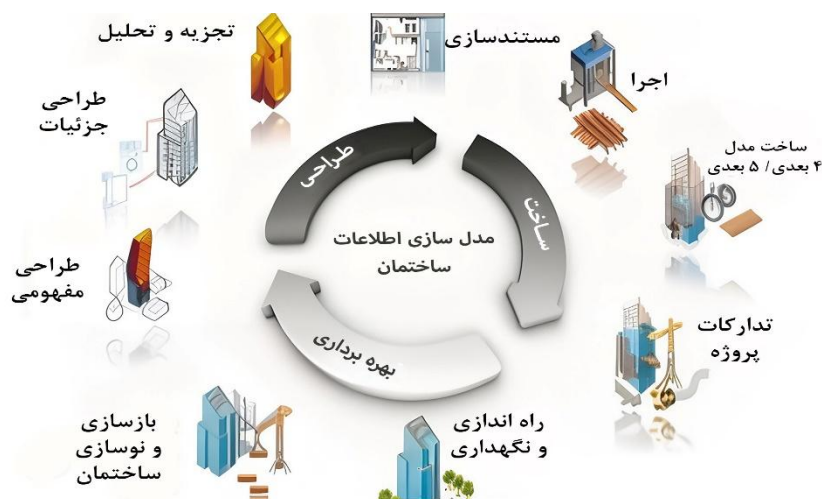 تجزیه و تحلیل
مستندسازی
اجرا
ساخت مدل
۴ بعدی/ ۵ بعدی
تدارکات
پروژه
راه اندازی
و نگهداری
بازسازی
و نوسازی
ساختمان
طراحی
مفهومی
طراحی
جزئیات
طراحی
ساخت
بهره برداری
مدل سازی اطلاعات
ساختمان